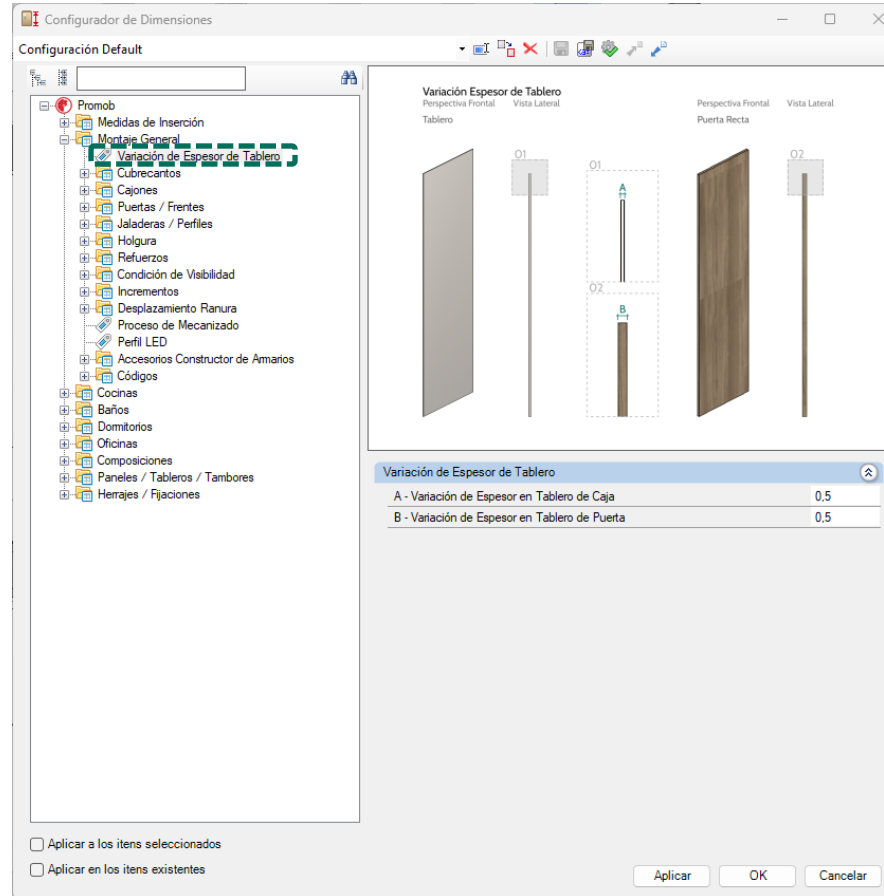 Configurador de Dimensiones
Configuración Default
Promob
Medidas de Inserción
Montaje General
Variación de Espesor de Tablero
Cubrecantos
Cajones
Puertas / Frentes
Jaladeras / Perfiles
Holgura
Refuerzos
Condición de Visibilidad
Incrementos
Desplazamiento Ranura
Proceso de Mecanizado
Perfil LED
Accesorios Constructor de Armarios
Códigos
Cocinas
Baños
Dormitorios
Oficinas
Composiciones
Paneles / Tableros / Tambores
Herrajes / Fijaciones
Variación Espesor de Tablero
Perspectiva Frontal Vista Lateral Perspectiva Frontal Vista Lateral
Tablero Puerta Recta
01 01 02
A
02
B
Variación de Espesor de Tablero
A - Variación de Espesor en Tablero de Caja 0,5
B - Variación de Espesor en Tablero de Puerta 0,5
Aplicar a los itens seleccionados
Aplicar en los itens existentes
Aplicar OK Cancelar